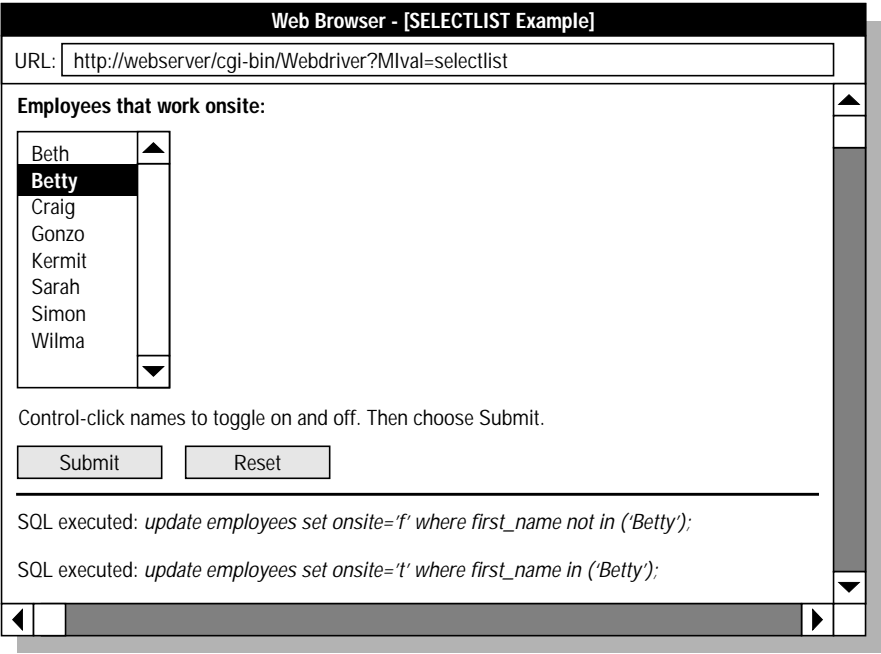 Web Browser - [SELECTLIST Example]
URL: http://webserver/cgi-bin/Webdriver?MIval=selectlist
Employees that work onsite:
Beth
Betty
Craig
Gonzo
Kermit
Sarah
Simon
Wilma
Control-click names to toggle on and off. Then choose Submit.
Submit Reset
SQL executed: update employees set onsite=’f’ where first_name not in (‘Betty’);
SQL executed: update employees set onsite=’t’ where first_name in (‘Betty’);